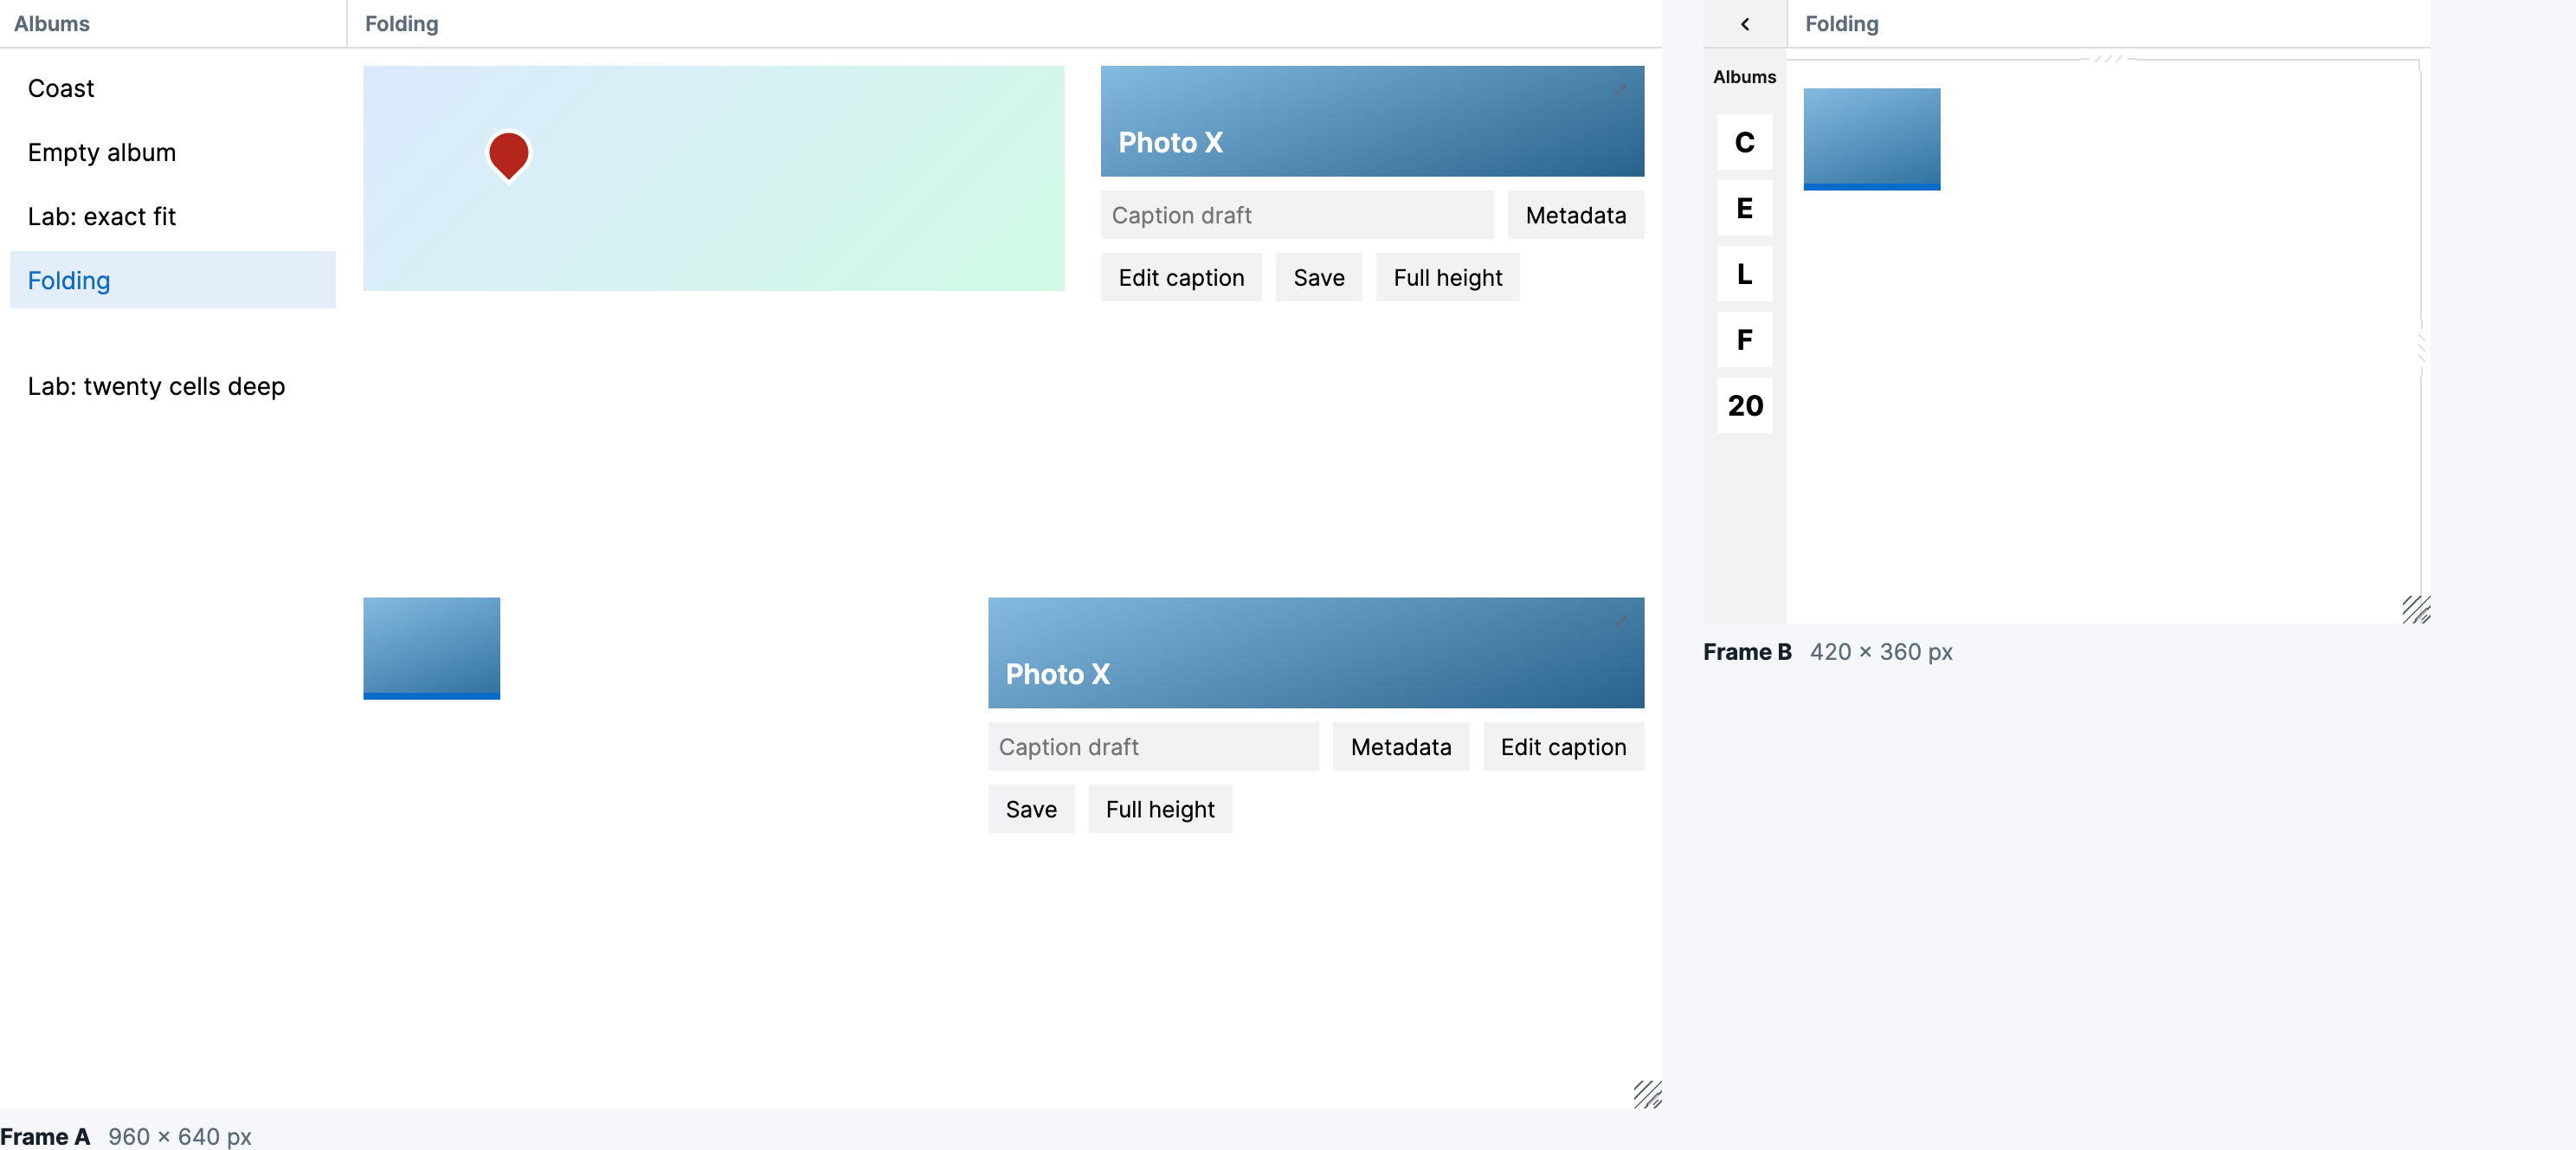 Albums
Folding
Coast
Empty album
Lab: exact fit
Folding
Lab: twenty cells deep
Photo X
Caption draft
Metadata
Edit caption
Save
Full height
Photo X
Caption draft
Metadata
Edit caption
Save
Full height
Frame A 960 × 640 px
Folding
Albums
C
E
L
F
20
Frame B 420 × 360 px